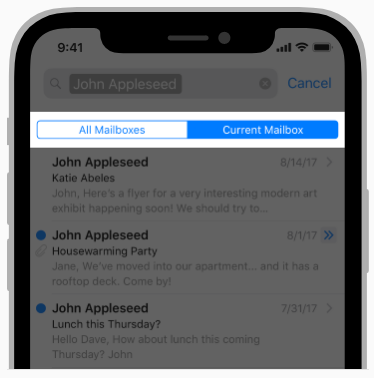 9:41
John Appleseed Cancel
All Mailboxes Current Mailbox
John Appleseed 8/14/17
Katie Abeles
John, Here's a flyer for a very interesting modern art
exhibit happening soon! We should try to...
John Appleseed 8/1/17
Housewarming Party
Jane, We've moved into our apartment... and it has a
rooftop deck. Come by!
John Appleseed 7/31/17
Lunch this Thursday?
Hello Dave, How about lunch this coming
Thursday? John